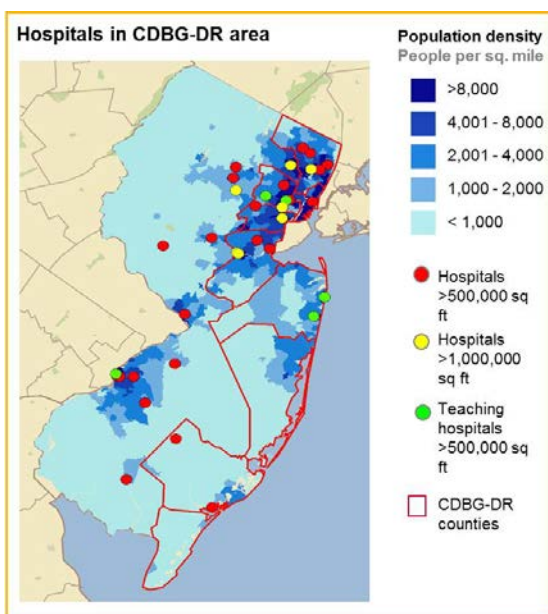 Hospitals in CDBG-DR area
Population density
People per sq. mile
>8,000
4,001 - 8,000
2,001 - 4,000
1,000 - 2,000
< 1,000
Hospitals
>500,000 sq
ft
Hospitals
>1,000,000
sq ft
Teaching
hospitals
>500,000 sq
ft
CDBG-DR
counties